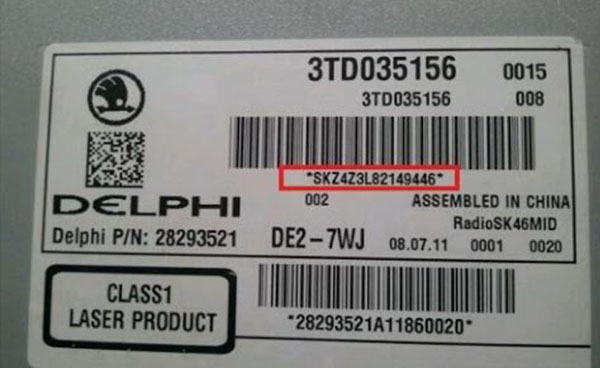 3TD035156 0015
3TD035156 008
*SKZ4Z3L82149446*
DELPHI 002 ASSEMBLED IN CHINA
RadioSK46MID
Delphi P/N: 28293521 DE2-7WJ 08.07.11 0001 0020
CLASS1
LASER PRODUCT
*28293521A11860020*